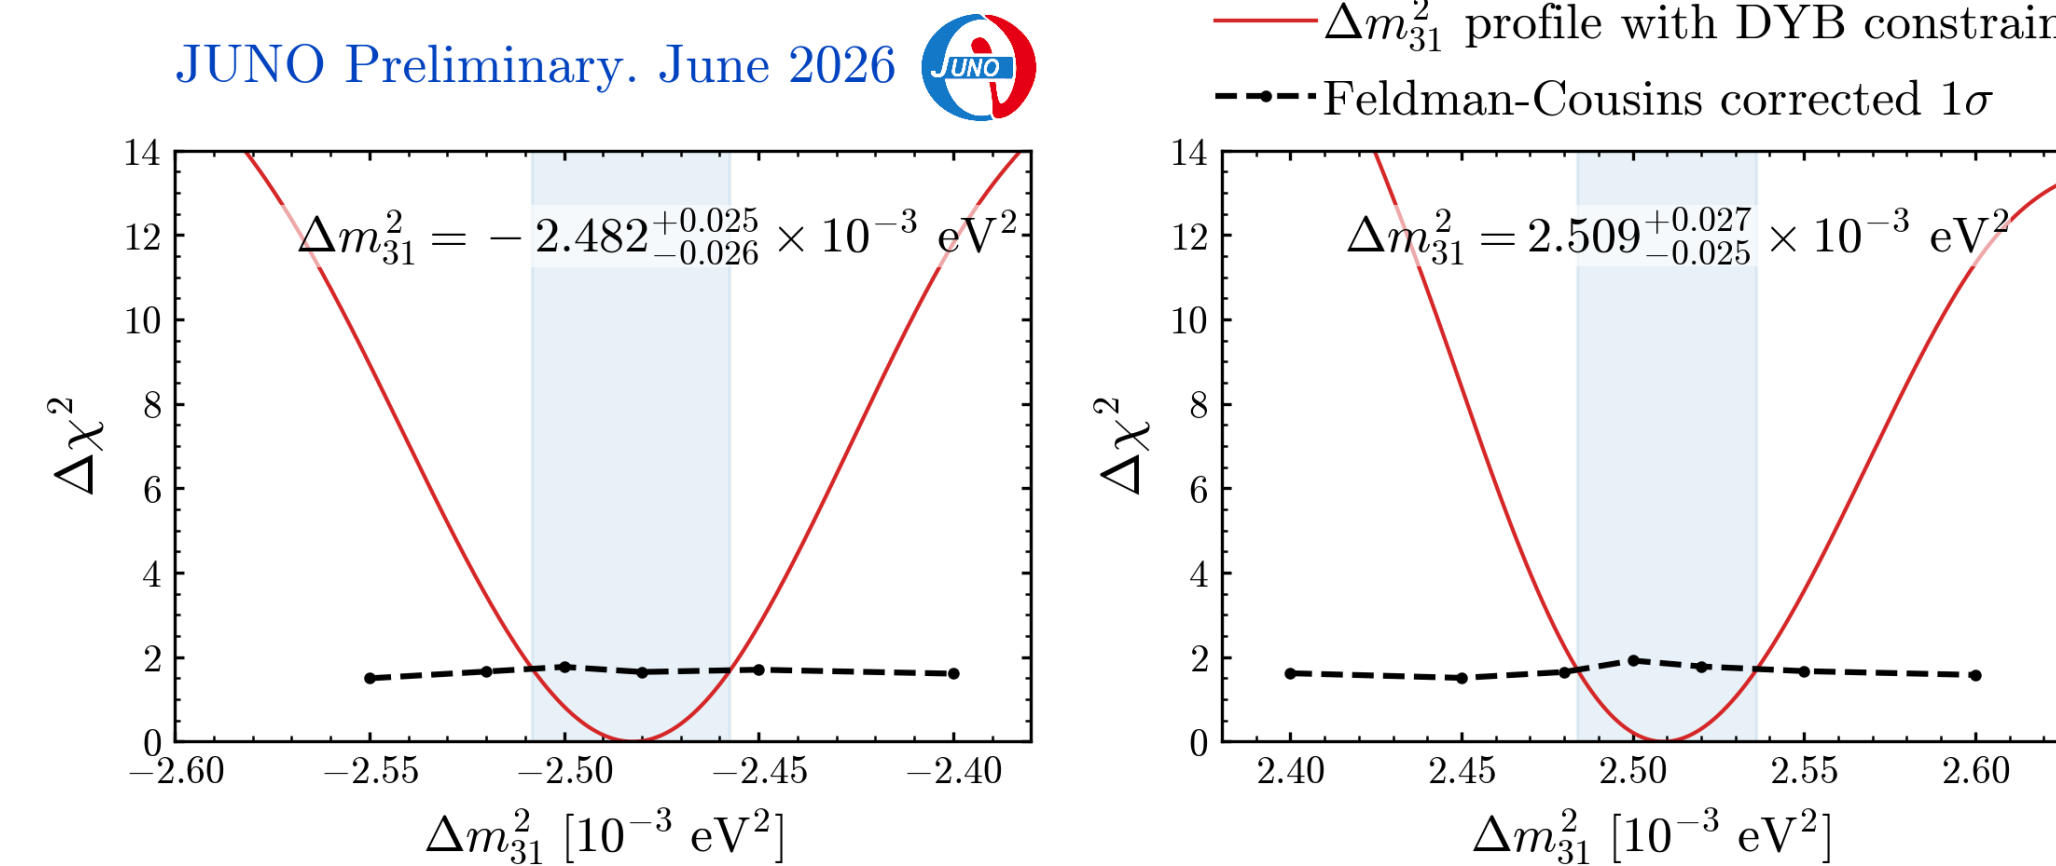 JUNO Preliminary. June 2026
JUNO
Δm²₃₁ profile with DYB constrain
Feldman-Cousins corrected 1σ
14
12
10
8
6
4
2
0
Δχ²
Δm²₃₁ = −2.482 +0.025 −0.026 × 10⁻³ eV²
−2.60 −2.55 −2.50 −2.45 −2.40
Δm²₃₁ [10⁻³ eV²]
14
12
10
8
6
4
2
0
Δχ²
Δm²₃₁ = 2.509 +0.027 −0.025 × 10⁻³ eV²
2.40 2.45 2.50 2.55 2.60
Δm²₃₁ [10⁻³ eV²]